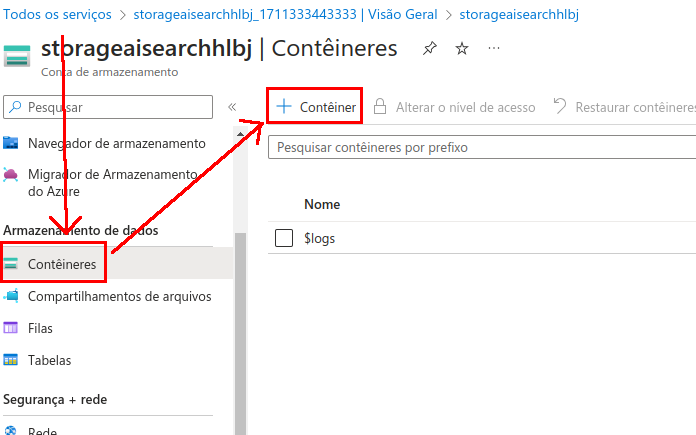 Todos os serviços > storageaisearchhlbj_1711333443333 | Visão Geral > storageaisearchhlbj
storageaisearchhlbj | Contêineres
Conta de armazenamento
Pesquisar
Contêiner
Alterar o nível de acesso
Restaurar contêineres
Navegador de armazenamento
Migrador de Armazenamento
do Azure
Armazenamento de dados
Contêineres
Compartilhamentos de arquivos
Filas
Tabelas
Segurança + rede
Rede
Pesquisar contêineres por prefixo
Nome
$logs